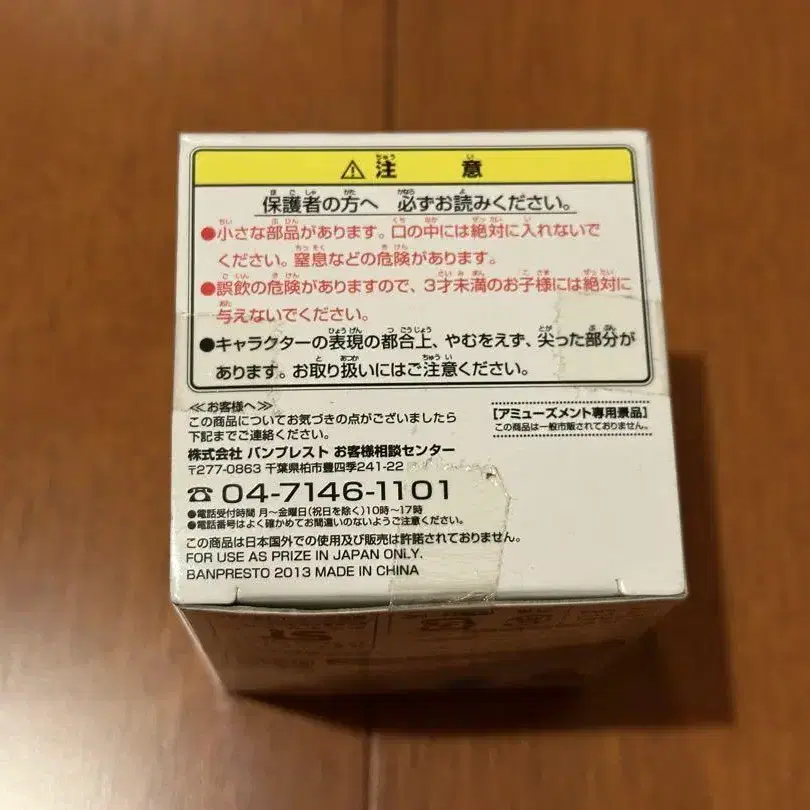 ⚠注 意
保護者の方へ 必ずお読みください。
●小さな部品があります。口の中には絶対に入れないで
ください。窒息などの危険があります。
●誤飲の危険がありますので、3才未満のお子様には絶対に
与えないでください。
●キャラクターの表現の都合上、やむをえず、尖った部分が
あります。お取り扱いにはご注意ください。
≪お客様へ≫
この商品についてお気づきの点がございましたら
下記までご連絡ください。
株式会社 バンプレスト お客様相談センター
〒277-0863 千葉県柏市豊四季241-22
☎04-7146-1101
●電話受付時間 月〜金曜日(祝日を除く)10時〜17時
●電話番号はよく確かめてお間違いのないようご注意ください。
この商品は日本国外での使用及び販売は許諾されておりません。
FOR USE AS PRIZE IN JAPAN ONLY.
BANPRESTO 2013 MADE IN CHINA
【アミューズメント専用景品】
この商品は一般市販されておりません。